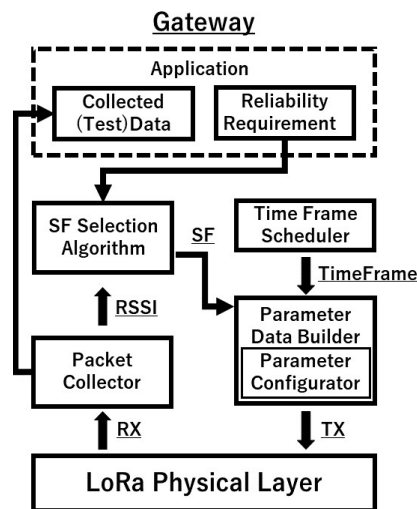 Gateway
Application
Collected
(Test)Data
Reliability
Requirement
SF Selection
Algorithm
SF
Time Frame
Scheduler
TimeFrame
RSSI
Parameter
Data Builder
Parameter
Configurator
Packet
Collector
RX
TX
LoRa Physical Layer